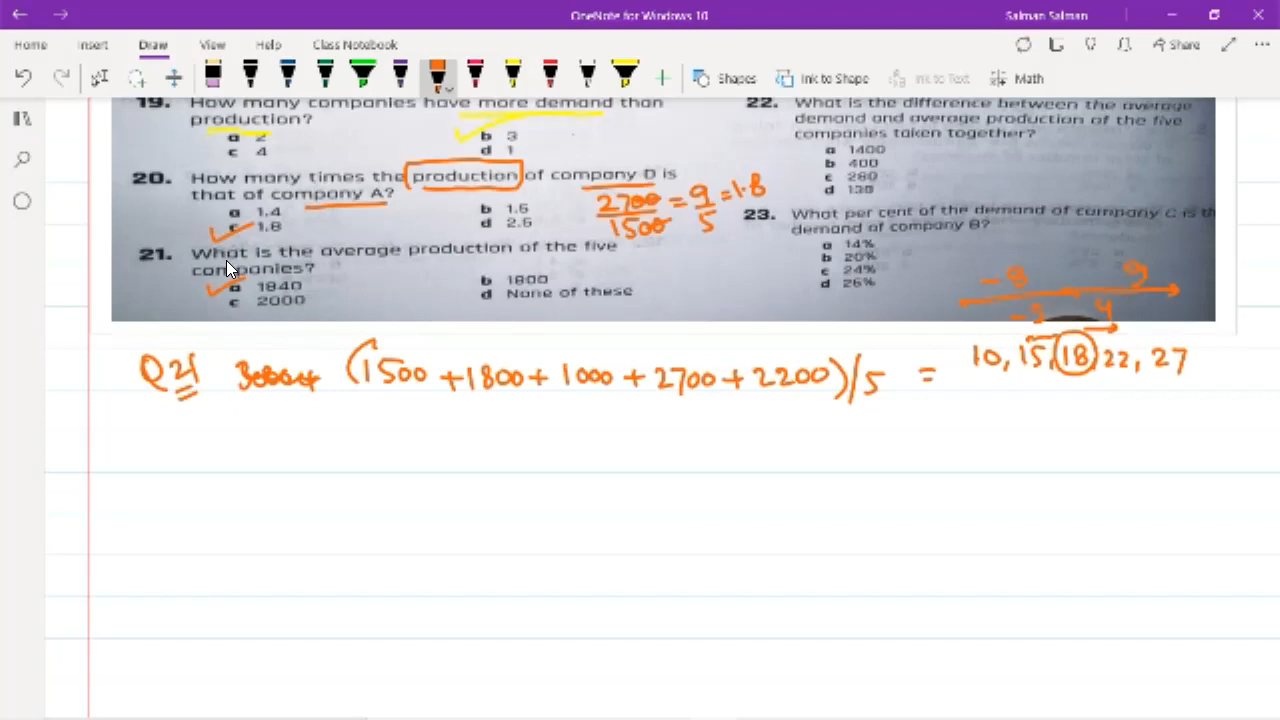 OneNote for Windows 10
Salman Salman
Home Insert Draw View Help Class Notebook Share
Shapes Ink to Shape Ink to Text Math
19. How many companies have more demand than
production?
a 2 b 3
c 4 d 1
20. How many times the production of company D is
that of company A?
a 1.4 b 1.5
c 1.8 d 2.5
2700/1500 = 9/5 = 1.8
21. What is the average production of the five
companies?
a 1840 b 1800
c 2000 d None of these
22. What is the difference between the average
demand and average production of the five
companies taken together?
a 1400
b 400
c 280
d 130
23. What per cent of the demand of company C is th
demand of company B?
a 14%
b 20%
c 24%
d 26%
-8 9
-3 4
10, 15, 18, 22, 27
Q 21 (1500 + 1800 + 1000 + 2700 + 2200)/5 =